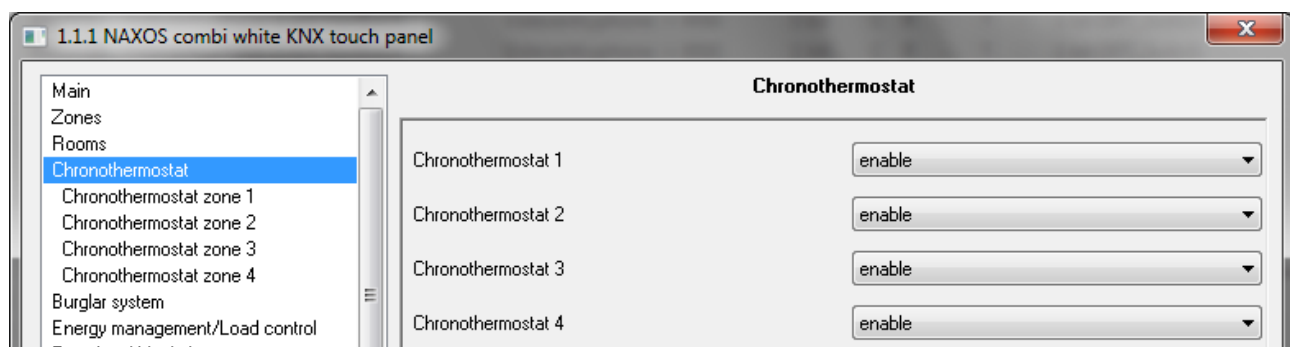 1.1.1 NAXOS combi white KNX touch panel
Main
Zones
Rooms
Chronothermostat
Chronothermostat zone 1
Chronothermostat zone 2
Chronothermostat zone 3
Chronothermostat zone 4
Burglar system
Energy management/Load control
Chronothermostat
Chronothermostat 1 enable
Chronothermostat 2 enable
Chronothermostat 3 enable
Chronothermostat 4 enable